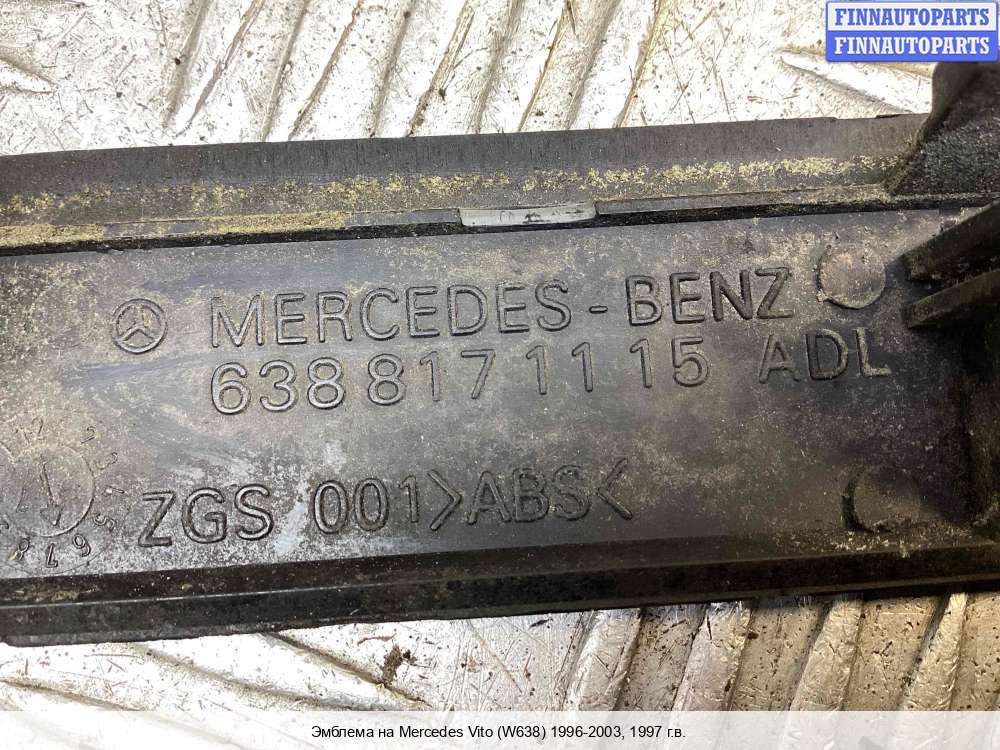 FINNAUTOPARTS
FINNAUTOPARTS
MERCEDES-BENZ
638 817 11 15 ADL
ZGS 001 >ABS<
Эмблема на Mercedes Vito (W638) 1996-2003, 1997 г.в.